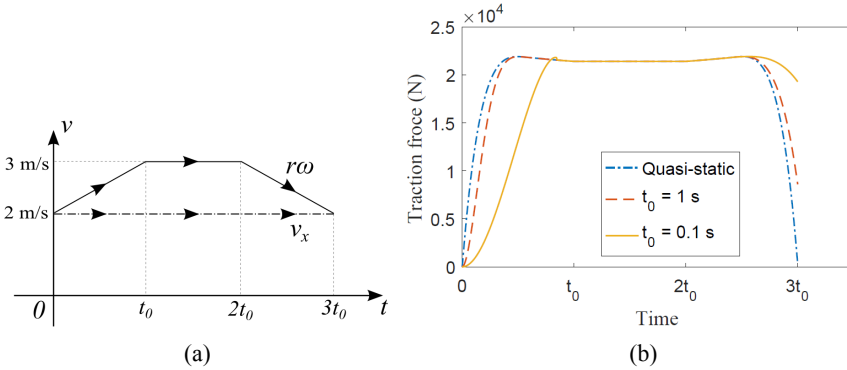 v
3 m/s
rω
2 m/s
vₓ
0
t₀
2t₀
3t₀
t
(a)
×10⁴
2.5
2
1.5
1
0.5
0
Traction froce (N)
Quasi-static
t₀ = 1 s
t₀ = 0.1 s
0
t₀
2t₀
3t₀
Time
(b)